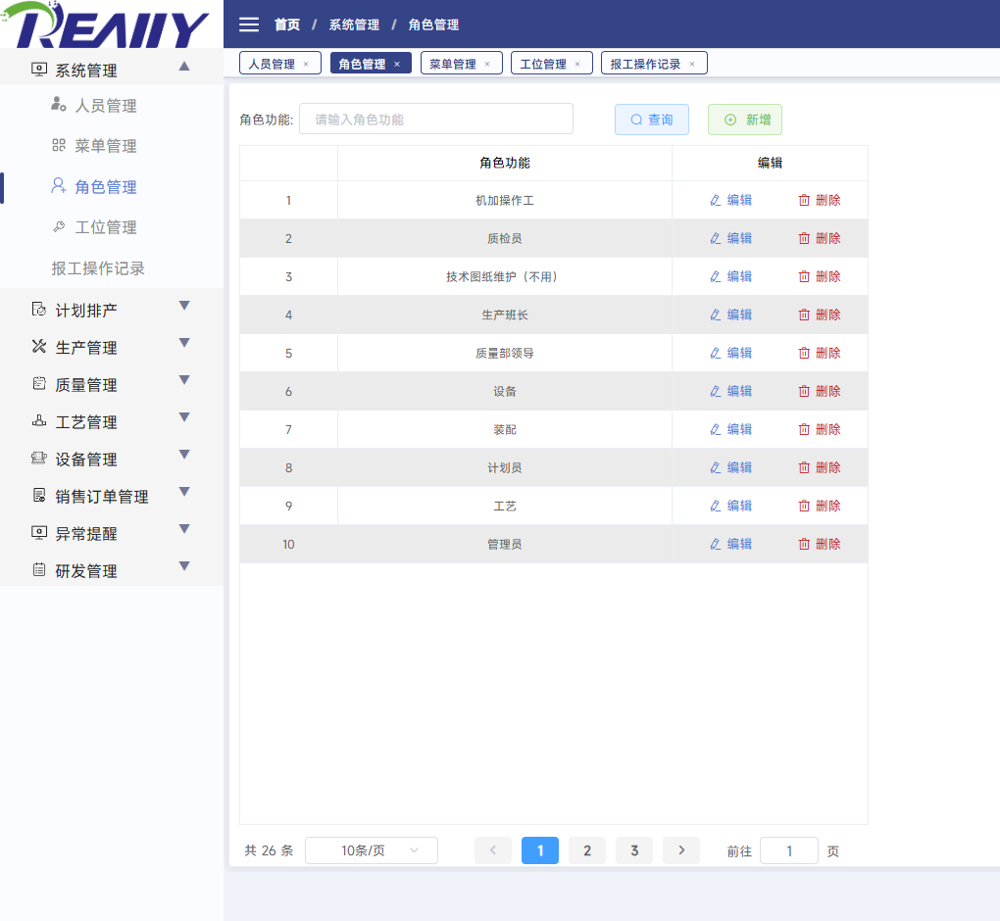 REAllY
首页 / 系统管理 / 角色管理
人员管理 ×
角色管理 ×
菜单管理 ×
工位管理 ×
报工操作记录 ×
系统管理
人员管理
菜单管理
角色管理
工位管理
报工操作记录
计划排产
生产管理
质量管理
工艺管理
设备管理
销售订单管理
异常提醒
研发管理
角色功能: 请输入角色功能 查询 新增
角色功能 编辑
1 机加操作工 编辑 删除
2 质检员 编辑 删除
3 技术图纸维护（不用） 编辑 删除
4 生产班长 编辑 删除
5 质量部领导 编辑 删除
6 设备 编辑 删除
7 装配 编辑 删除
8 计划员 编辑 删除
9 工艺 编辑 删除
10 管理员 编辑 删除
共 26 条 10条/页 1 2 3 前往 1 页